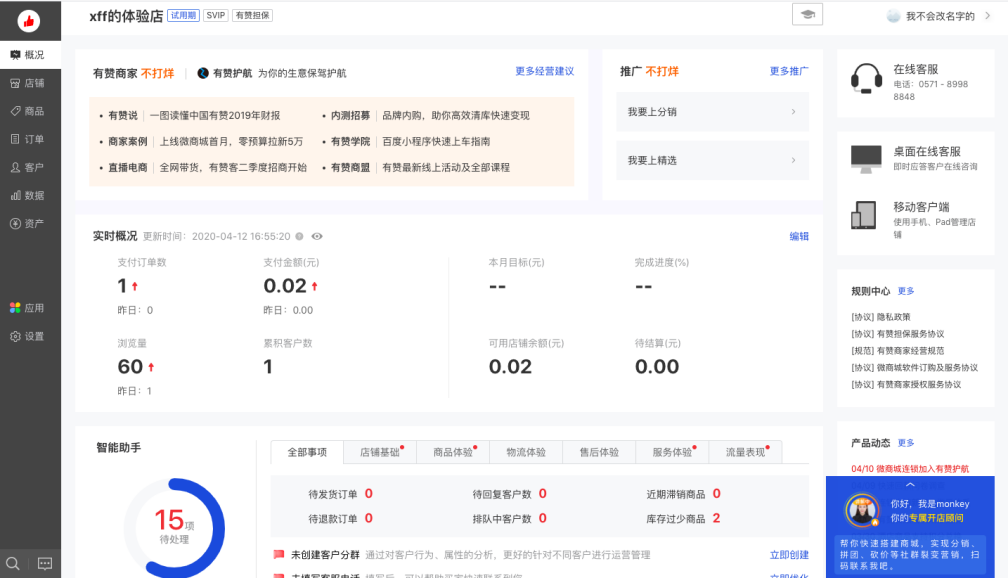 xff的体验店 试用期 SVIP 有赞担保
我不会改名字的
概况
店铺
商品
订单
客户
数据
资产
应用
设置
有赞商家 不打烊 有赞护航 为你的生意保驾护航 更多经营建议
• 有赞说 一图读懂中国有赞2019年财报 • 内测招募 品牌内购，助你高效清库快速变现
• 商家案例 上线微商城首月，零预算拉新5万 • 有赞学院 百度小程序快速上车指南
• 直播电商 全网带货，有赞客二季度招商开始 • 有赞商盟 有赞最新线上活动及全部课程
推广 不打烊 更多推广
我要上分销
我要上精选
在线客服
电话：0571 - 8998
8848
桌面在线客服
即时应答客户在线咨询
移动客户端
使用手机、Pad管理店
铺
实时概况 更新时间：2020-04-12 16:55:20 编辑
支付订单数 支付金额(元) 本月目标(元) 完成进度(%)
1 0.02 -- --
昨日：0 昨日：0.00
浏览量 累积客户数 可用店铺余额(元) 待结算(元)
60 1 0.02 0.00
昨日：1
规则中心 更多
[协议] 隐私政策
[协议] 有赞担保服务协议
[规范] 有赞商家经营规范
[协议] 微商城软件订购及服务协议
[协议] 有赞商家授权服务协议
产品动态 更多
04/10 微商城连锁加入有赞护航
智能助手
15项
待处理
全部事项 店铺基础 商品体验 物流体验 售后体验 服务体验 流量表现
待发货订单 0 待回复客户数 0 近期滞销商品 0
待退款订单 0 排队中客户数 0 库存过少商品 2
未创建客户分群 通过对客户行为、属性的分析，更好的针对不同客户进行运营管理 立即创建
你好，我是monkey
你的专属开店顾问
帮你快速搭建商城，实现分销、
拼团、砍价等社群裂变营销，扫
码联系我吧。